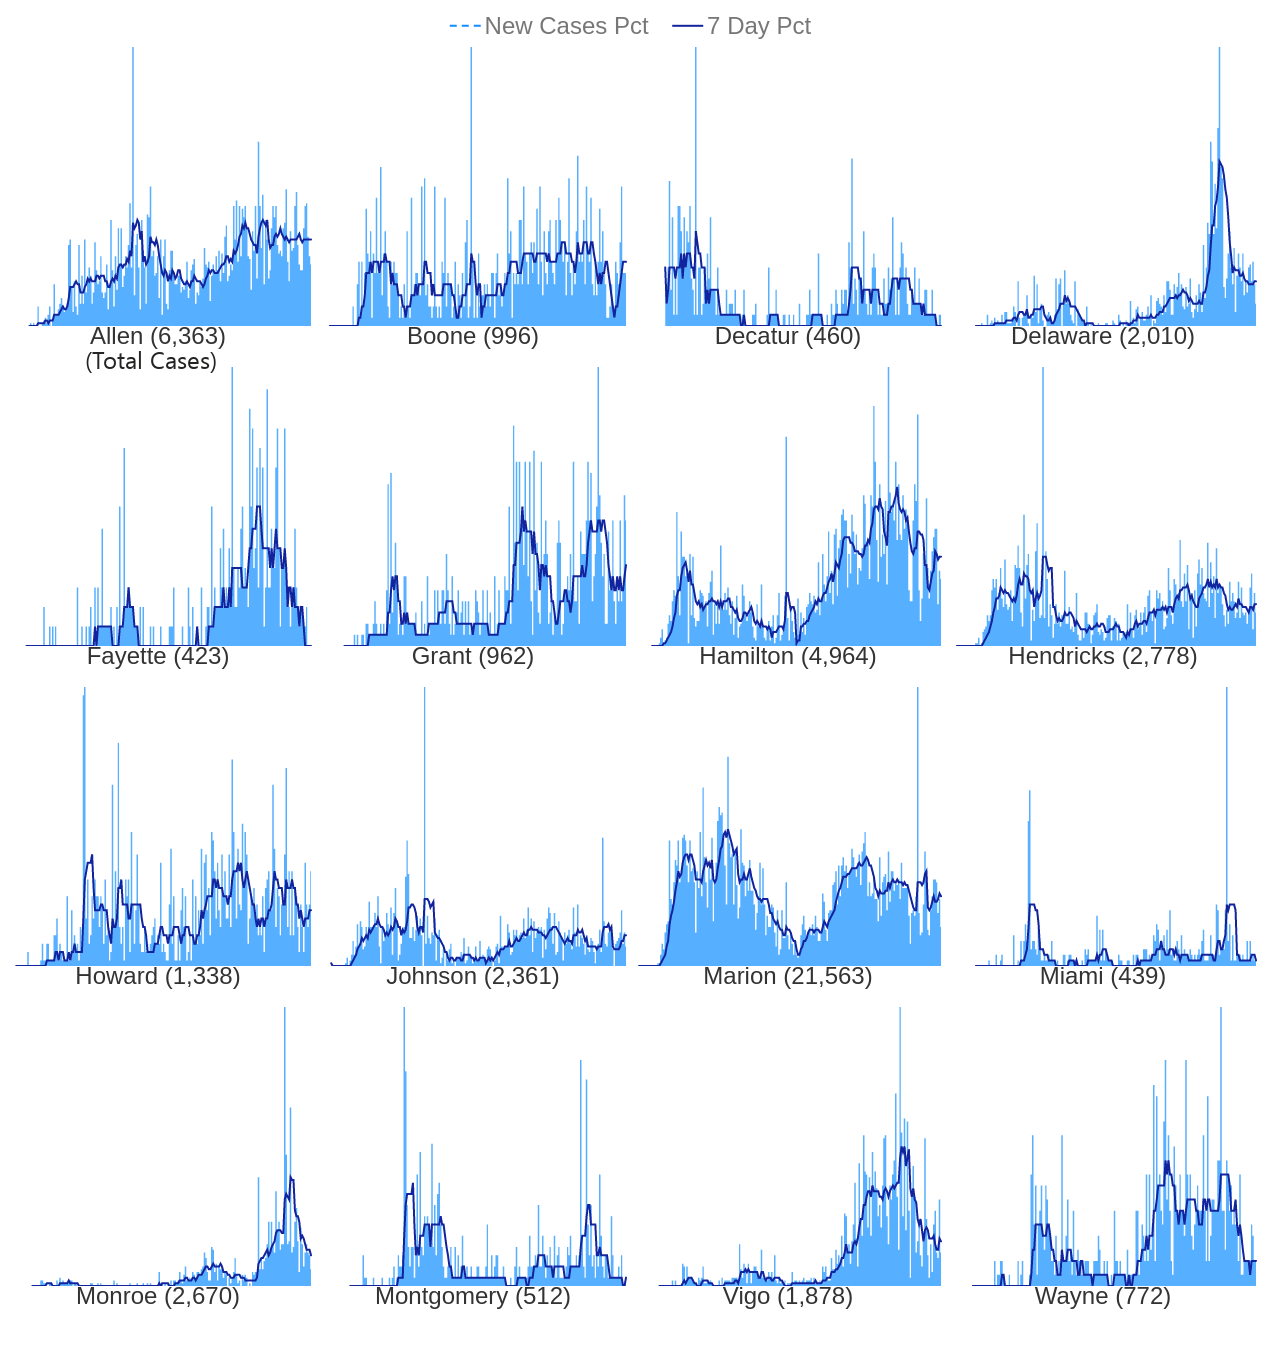 New Cases Pct 7 Day Pct
Allen (6,363) Boone (996) Decatur (460) Delaware (2,010)
(Total Cases)
Fayette (423) Grant (962) Hamilton (4,964) Hendricks (2,778)
Howard (1,338) Johnson (2,361) Marion (21,563) Miami (439)
Monroe (2,670) Montgomery (512) Vigo (1,878) Wayne (772)